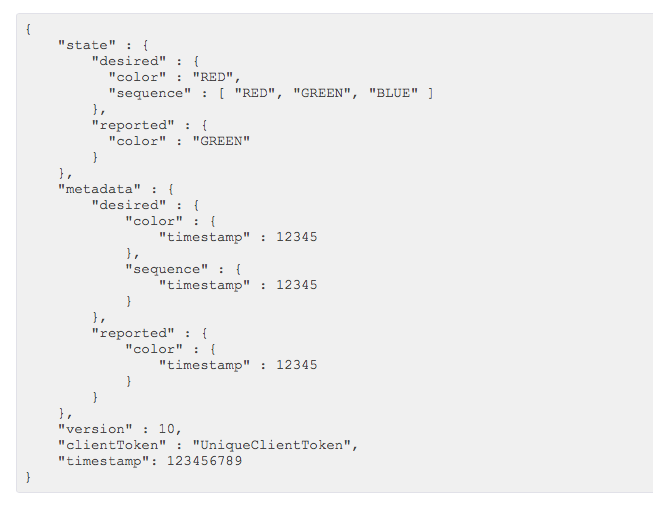 {
    "state" : {
        "desired" : {
          "color" : "RED",
          "sequence" : [ "RED", "GREEN", "BLUE" ]
        },
        "reported" : {
          "color" : "GREEN"
        }
    },
    "metadata" : {
        "desired" : {
            "color" : {
                "timestamp" : 12345
            },
            "sequence" : {
                "timestamp" : 12345
            }
        },
        "reported" : {
            "color" : {
                "timestamp" : 12345
            }
        }
    },
    "version" : 10,
    "clientToken" : "UniqueClientToken",
    "timestamp": 123456789
}